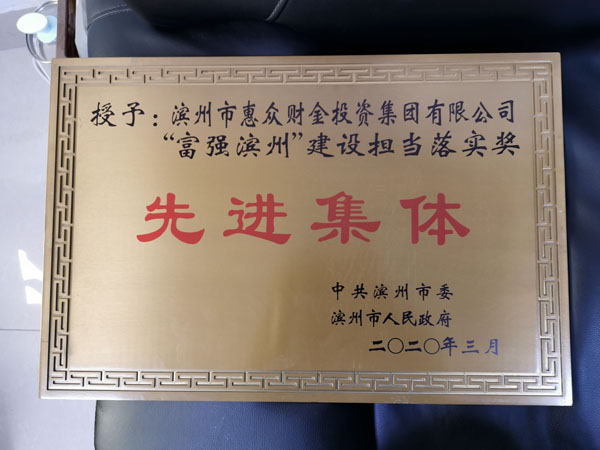 授予：滨州市惠众财金投资集团有限公司
“富强滨州”建设担当落实奖
先进集体
中共滨州市委
滨州市人民政府
二〇二〇年三月